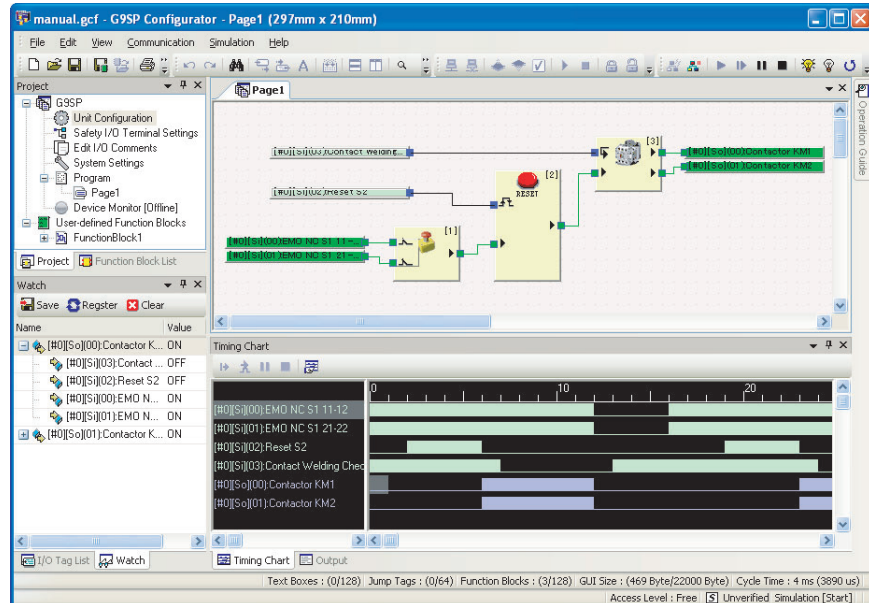 manual.gcf - G9SP Configurator - Page1 (297mm x 210mm)
File Edit View Communication Simulation Help
Project
Page1
G9SP
Unit Configuration
Safety I/O Terminal Settings
Edit I/O Comments
System Settings
Program
Page1
Device Monitor [Offline]
User-defined Function Blocks
FunctionBlock1
Project Function Block List
[#0][Si](03):Contact Welding...
[#0][Si](02):Reset S2
[#0][Si](00):EMO NC S1 11-...
[#0][Si](01):EMO NC S1 21-...
[1]
[2]
RESET
[3]
[#0][So](00):Contactor KM1
[#0][So](01):Contactor KM2
Operation Guide
Watch
Save Regster Clear
Name Value
[#0][So](00):Contactor K... ON
[#0][Si](03):Contact ... OFF
[#0][Si](02):Reset S2 OFF
[#0][Si](00):EMO N... ON
[#0][Si](01):EMO N... ON
[#0][So](01):Contactor K... ON
I/O Tag List Watch
Timing Chart
0 10 20
[#0][Si](00):EMO NC S1 11-12
[#0][Si](01):EMO NC S1 21-22
[#0][Si](02):Reset S2
[#0][Si](03):Contact Welding Chec
[#0][So](00):Contactor KM1
[#0][So](01):Contactor KM2
Timing Chart Output
Text Boxes : (0/128) Jump Tags : (0/64) Function Blocks : (3/128) GUI Size : (469 Byte/22000 Byte) Cycle Time : 4 ms (3890 us)
Access Level : Free S Unverified Simulation [Start]